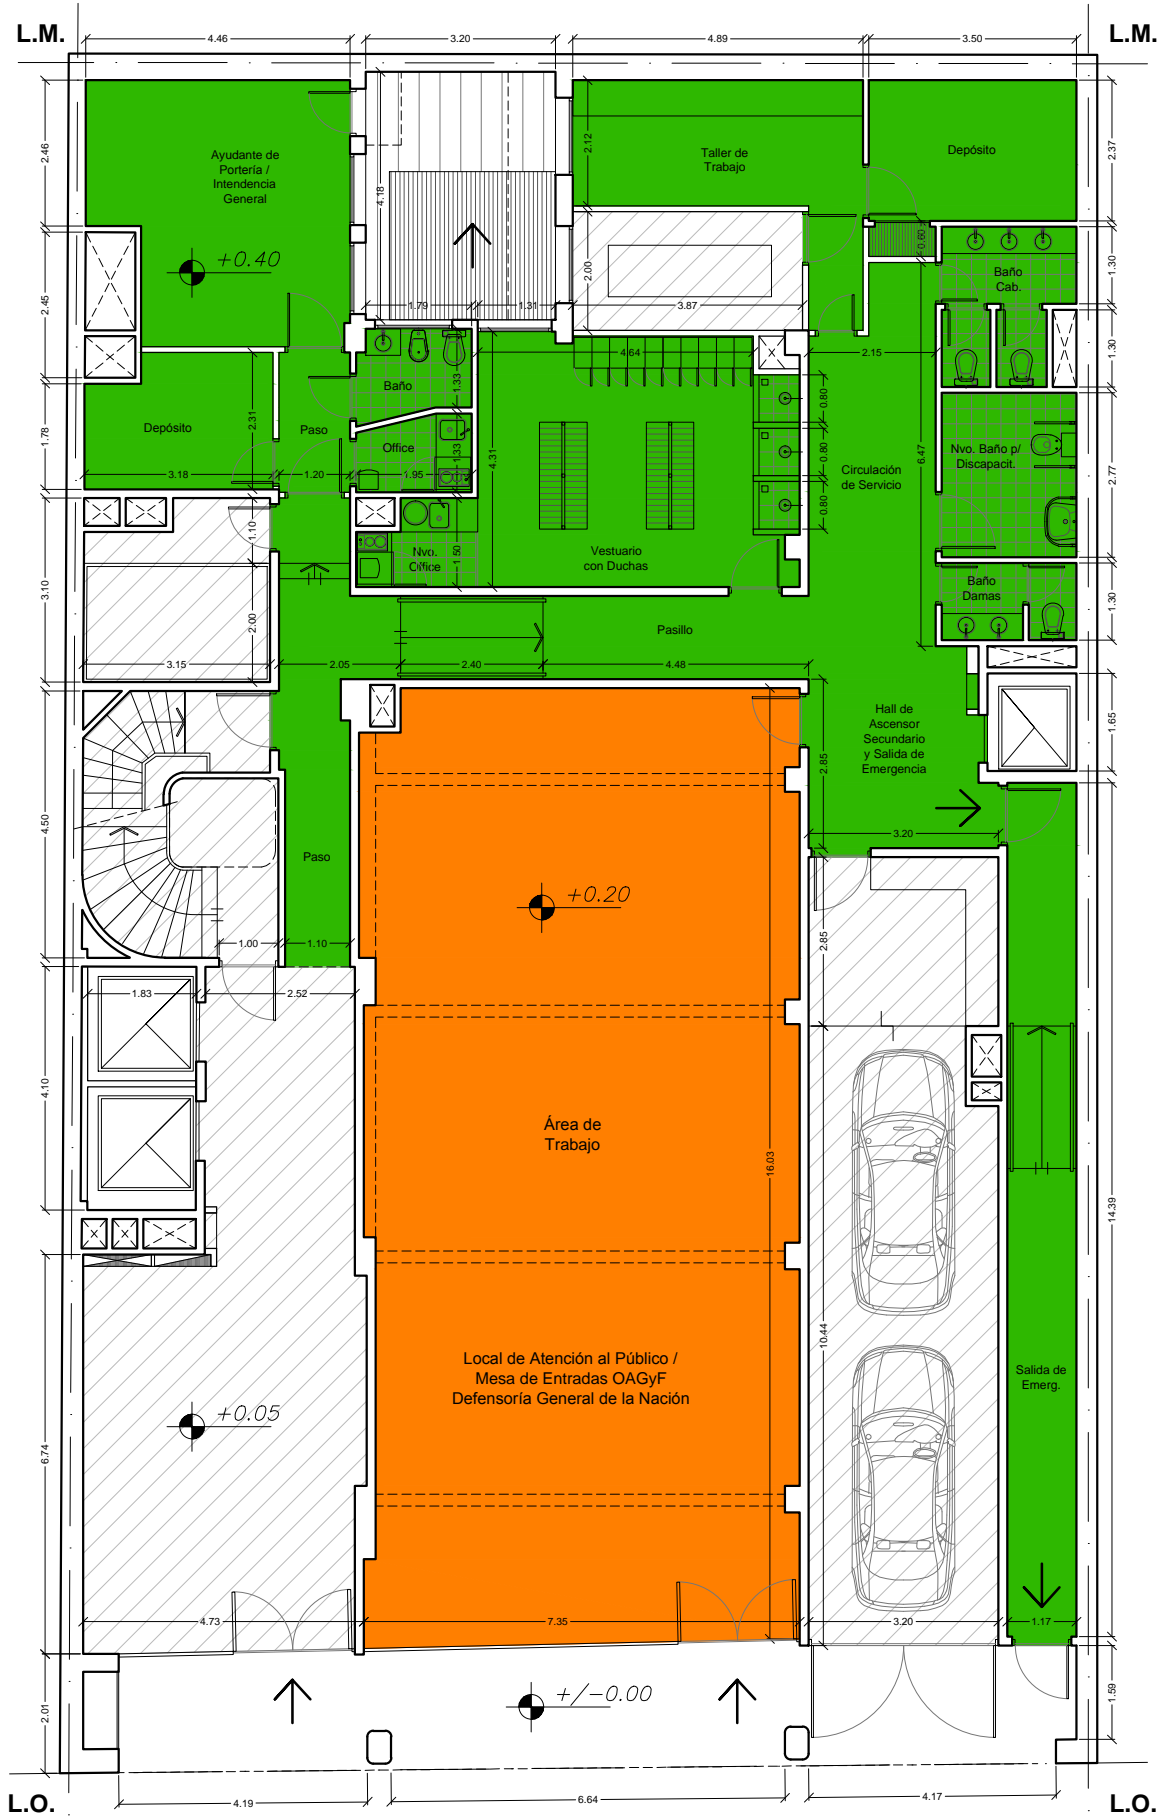 L.M.
L.M.
4.46
3.20
4.89
3.50
2.46
Ayudante de
Portería /
Intendencia
General
4.18
2.12
Taller de
Trabajo
Depósito
2.37
+0.40
2.45
1.79
1.31
2.00
3.87
0.60
Baño
Cab.
1.30
4.64
2.15
1.30
Baño
1.33
Depósito
2.31
Paso
Office
1.33
1.78
3.18
1.20
1.95
4.31
0.80
0.80
0.80
Circulación
de Servicio
6.47
Nvo. Baño p/
Discapacit.
2.77
1.10
3.10
Nvo.
Office
1.50
Vestuario
con Duchas
Baño
Damas
1.30
2.00
Pasillo
3.15
2.05
2.40
4.48
Hall de
Ascensor
Secundario
y Salida de
Emergencia
1.65
2.85
4.50
3.20
Paso
+0.20
1.00
1.10
2.85
1.83
2.52
4.10
Área de
Trabajo
16.03
14.39
10.44
Local de Atención al Público /
Mesa de Entradas OAGyF
Defensoría General de la Nación
Salida de
Emerg.
+0.05
6.74
4.73
7.35
3.20
1.17
+/-0.00
2.01
1.59
4.19
6.64
4.17
L.O.
L.O.